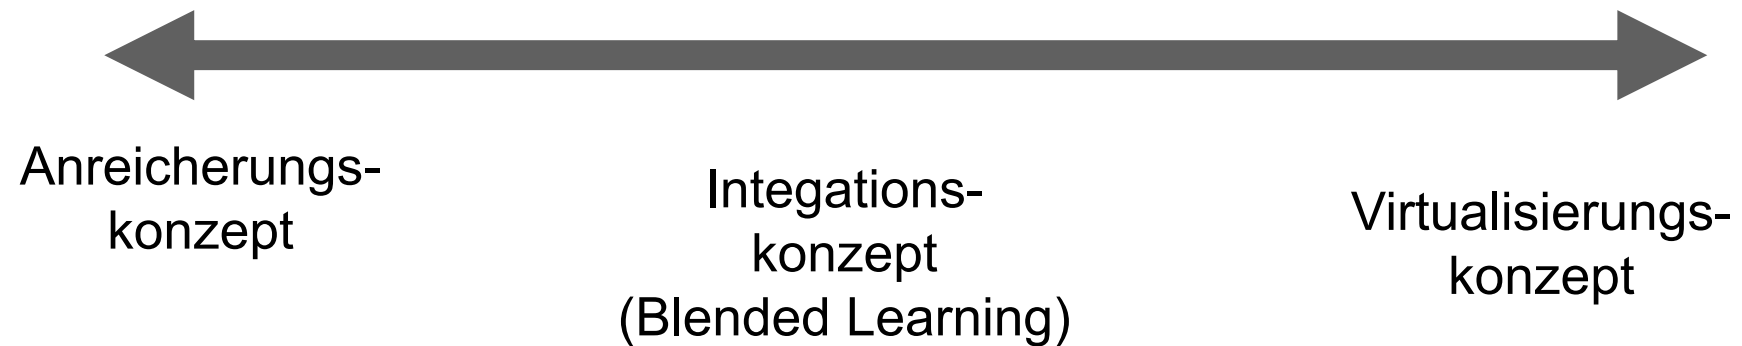 Anreicherungs-
konzept
Integations-
konzept
(Blended Learning)
Virtualisierungs-
konzept